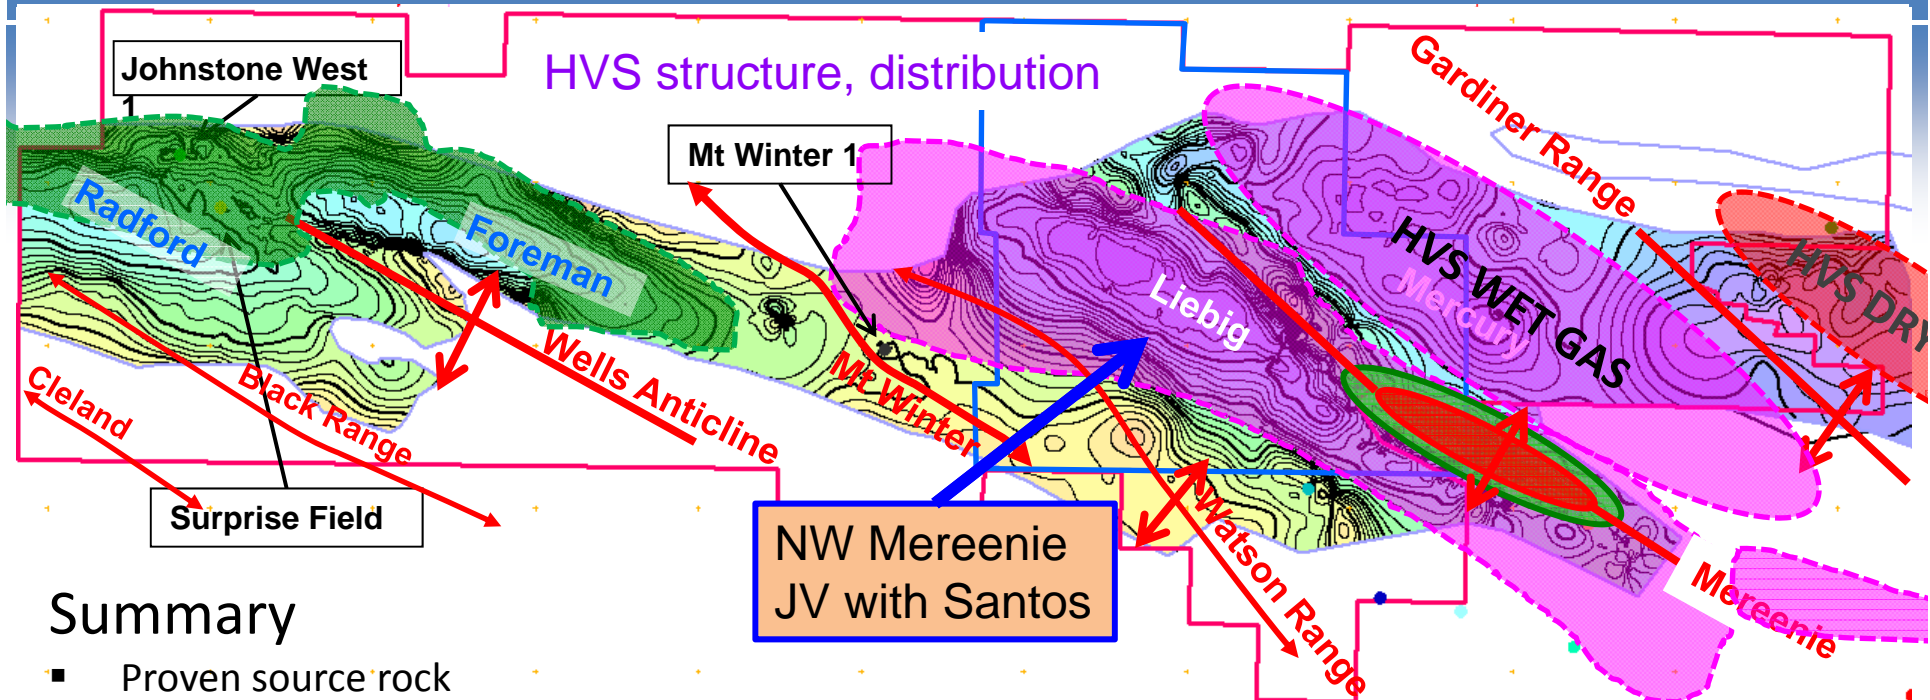 HVS structure, distribution
Johnstone West
1
Mt Winter 1
Gardiner Range
Radford
Foreman
Liebig
HVS WET GAS
Mercury
HVS DRY
Wells Anticline
Mt Winter
Cleland
Black Range
Surprise Field
NW Mereenie
JV with Santos
Watson Range
Mereenie
Summary
▪ Proven source rock